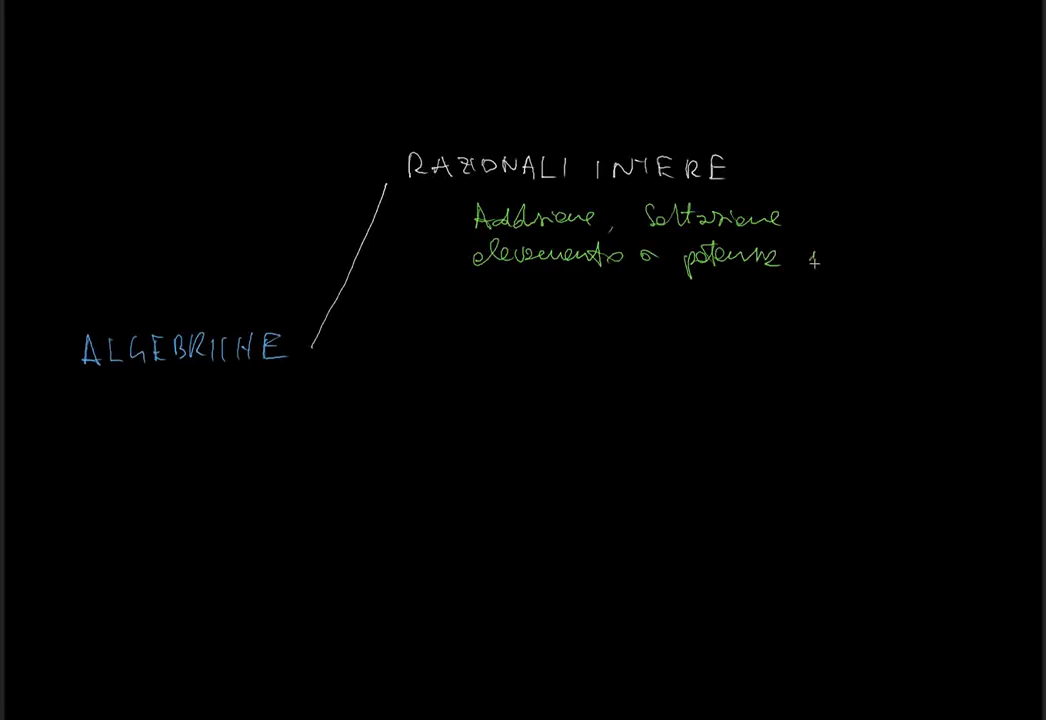 RAZIONALI INTERE
Addizione, Sottrazione
elevamento a potenza
ALGEBRICHE